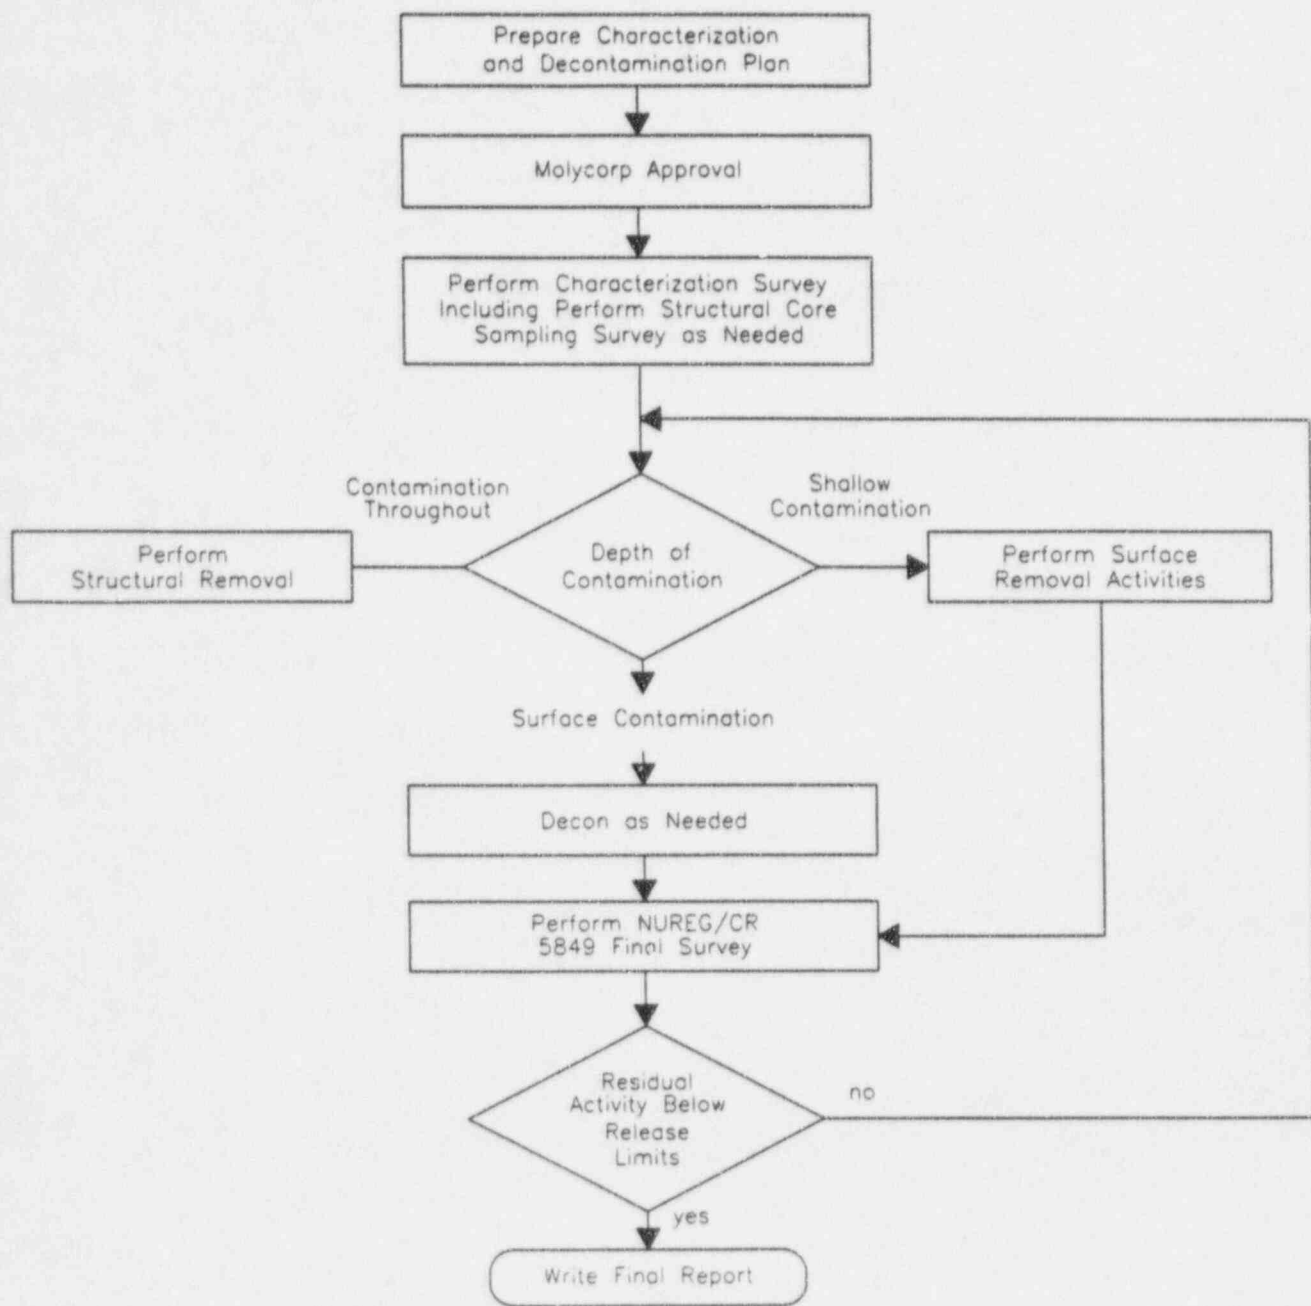 Prepare Characterization
and Decontamination Plan
Molycorp Approval
Perform Characterization Survey
Including Perform Structural Core
Sampling Survey as Needed
Contamination
Throughout
Shallow
Contamination
Perform
Structural Removal
Depth of
Contamination
Perform Surface
Removal Activities
Surface Contamination
Decon as Needed
Perform NUREG/CR
5849 Final Survey
Residual
Activity Below
Release
Limits
no
yes
Write Final Report